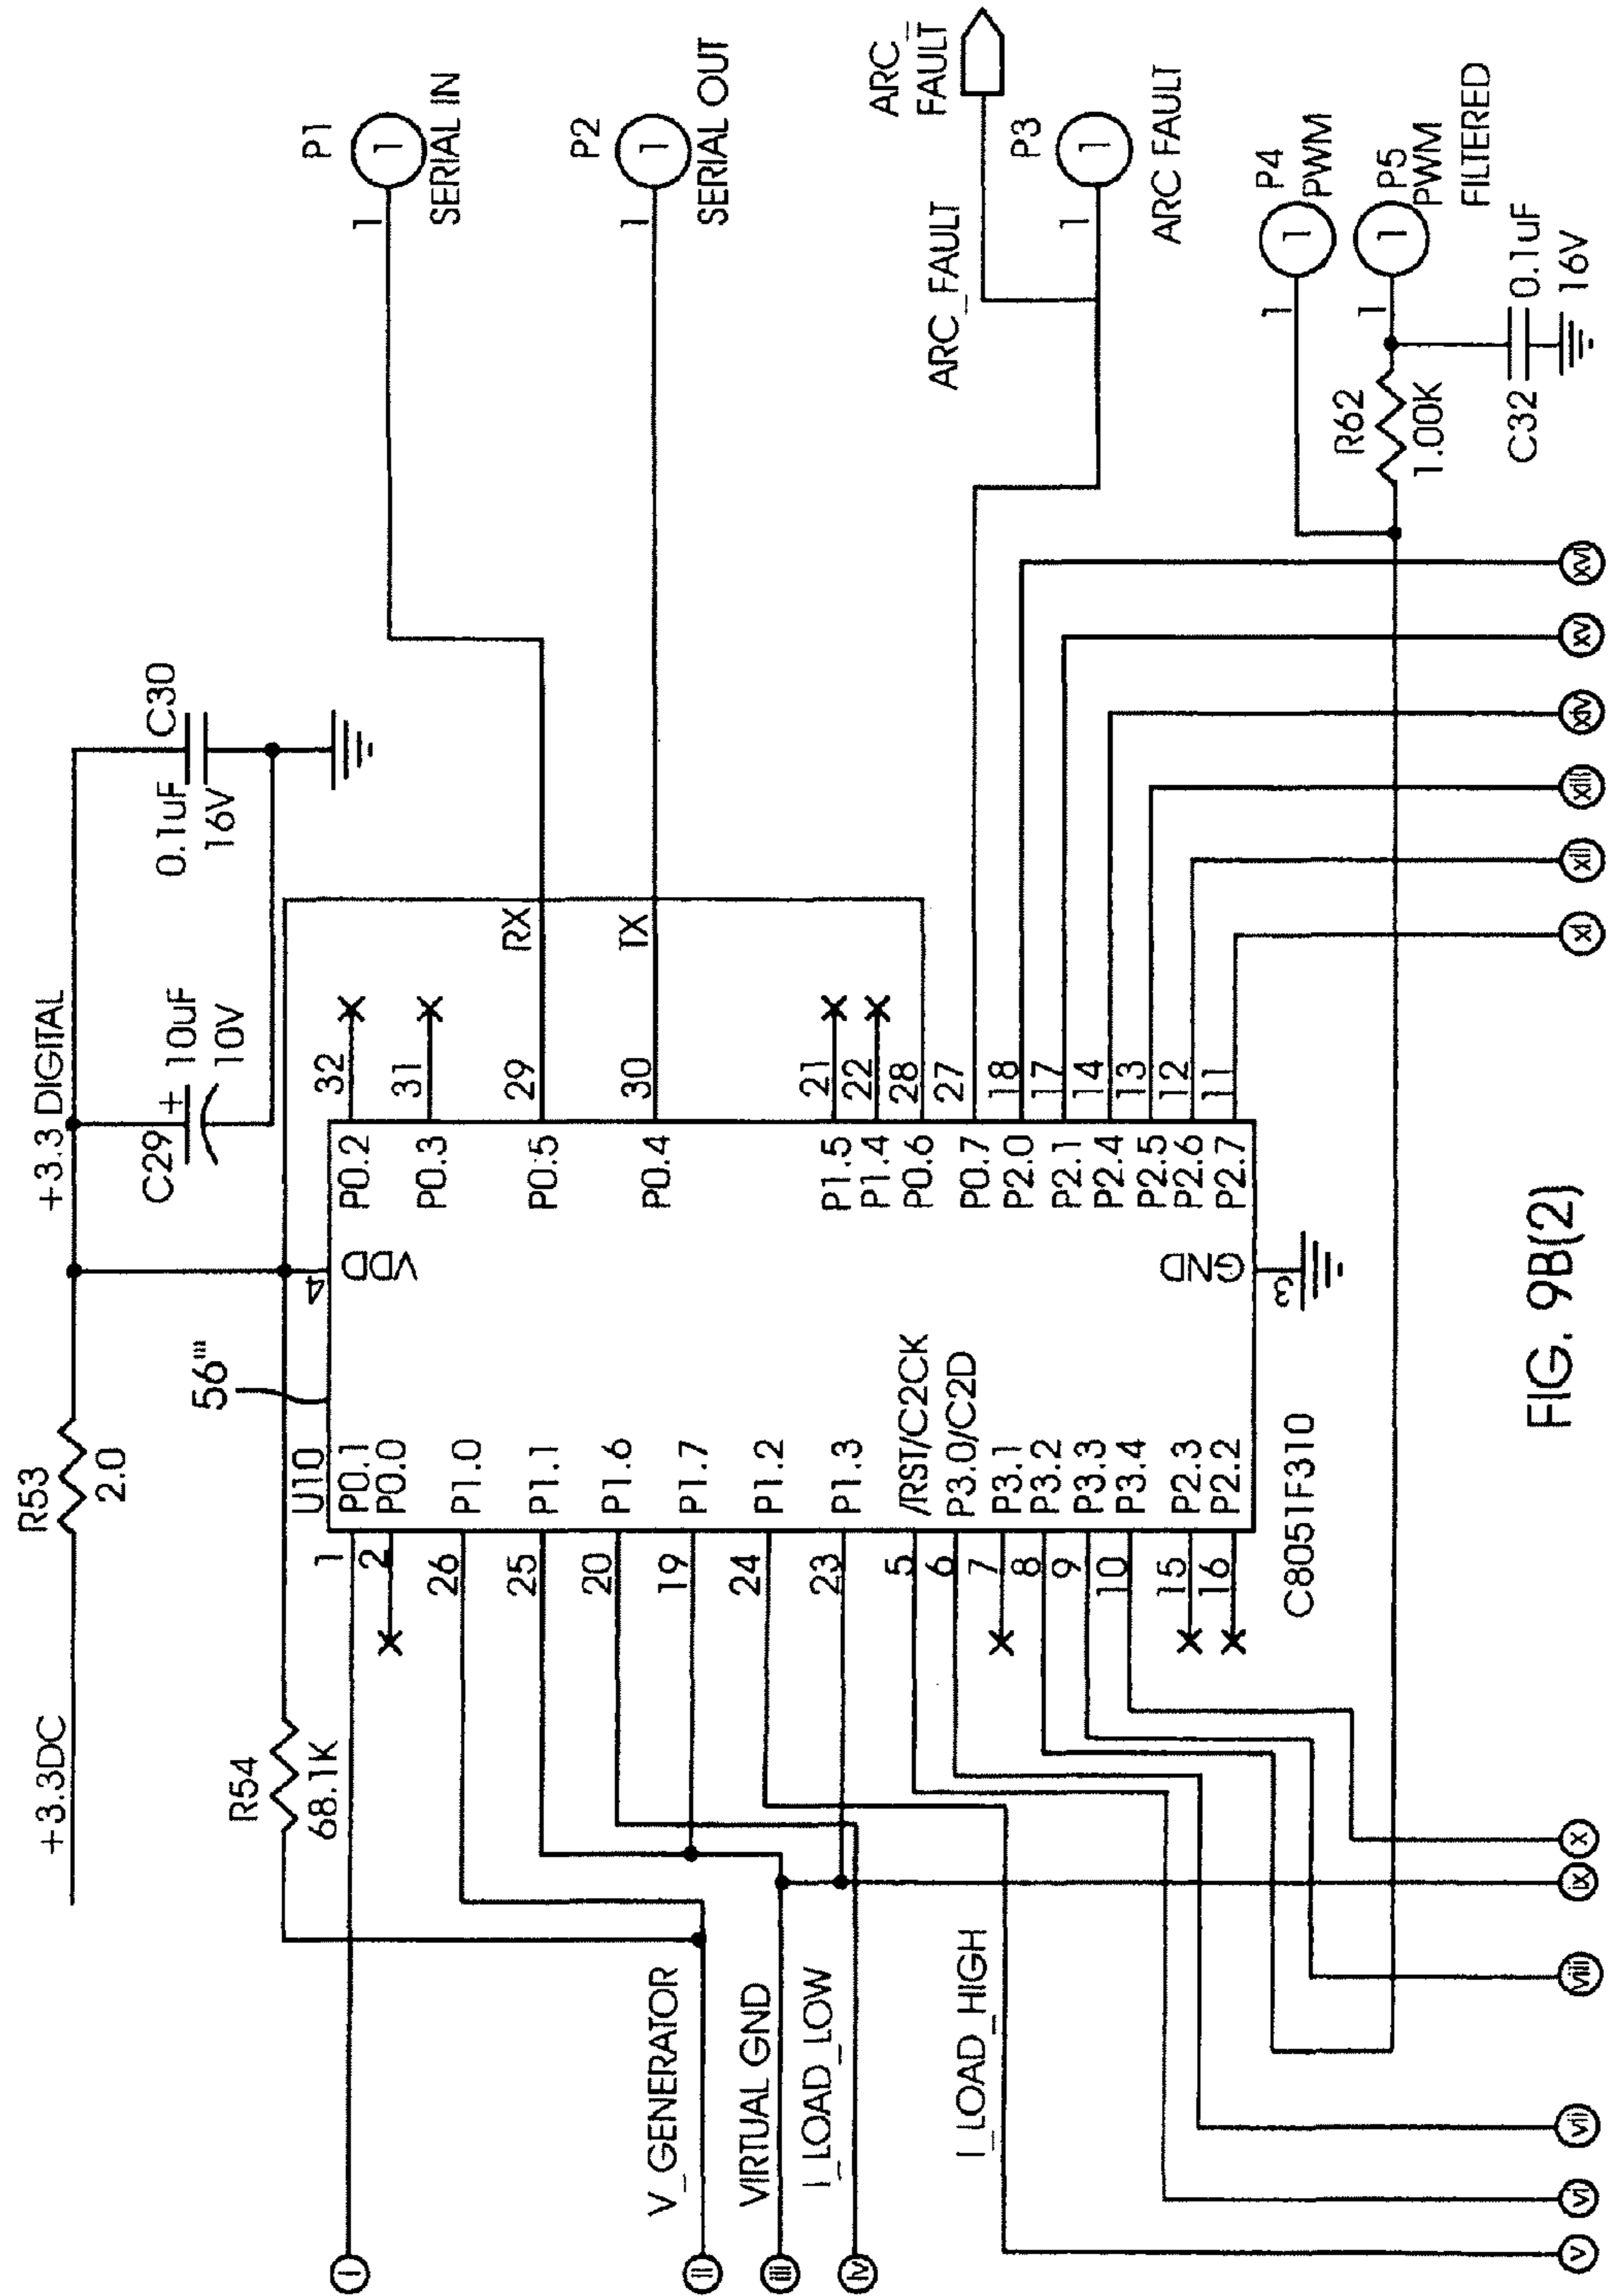 +3.3DC
R53
2.0
+3.3 DIGITAL
C29
+
10uF
10V
0.1uF
16V
C30
R54
68.1K
56'''
U10
4
VDD
P0.1
P0.0
P1.0
P1.1
P1.6
P1.7
P1.2
P1.3
/RST/C2CK
P3.0/C2D
P3.1
P3.2
P3.3
P3.4
P2.3
P2.2
1
2
26
25
20
19
24
23
5
6
7
8
9
10
15
16
P0.2
P0.3
P0.5
P0.4
P1.5
P1.4
P0.6
P0.7
P2.0
P2.1
P2.4
P2.5
P2.6
P2.7
32
31
29
30
21
22
28
27
18
17
14
13
12
11
GND
3
C8051F310
RX
TX
P1
1
1
SERIAL IN
P2
1
1
SERIAL OUT
ARC_
FAULT
ARC_FAULT
P3
1
1
ARC FAULT
P4
PWM
1
1
P5
PWM
FILTERED
1
1
R62
1.00K
C32
0.1uF
16V
V_GENERATOR
VIRTUAL GND
I_LOAD_LOW
I_LOAD_HIGH
i
ii
iii
iv
v
vi
vii
viii
ix
x
xi
xii
xiii
xiv
xv
xvi
FIG. 9B(2)